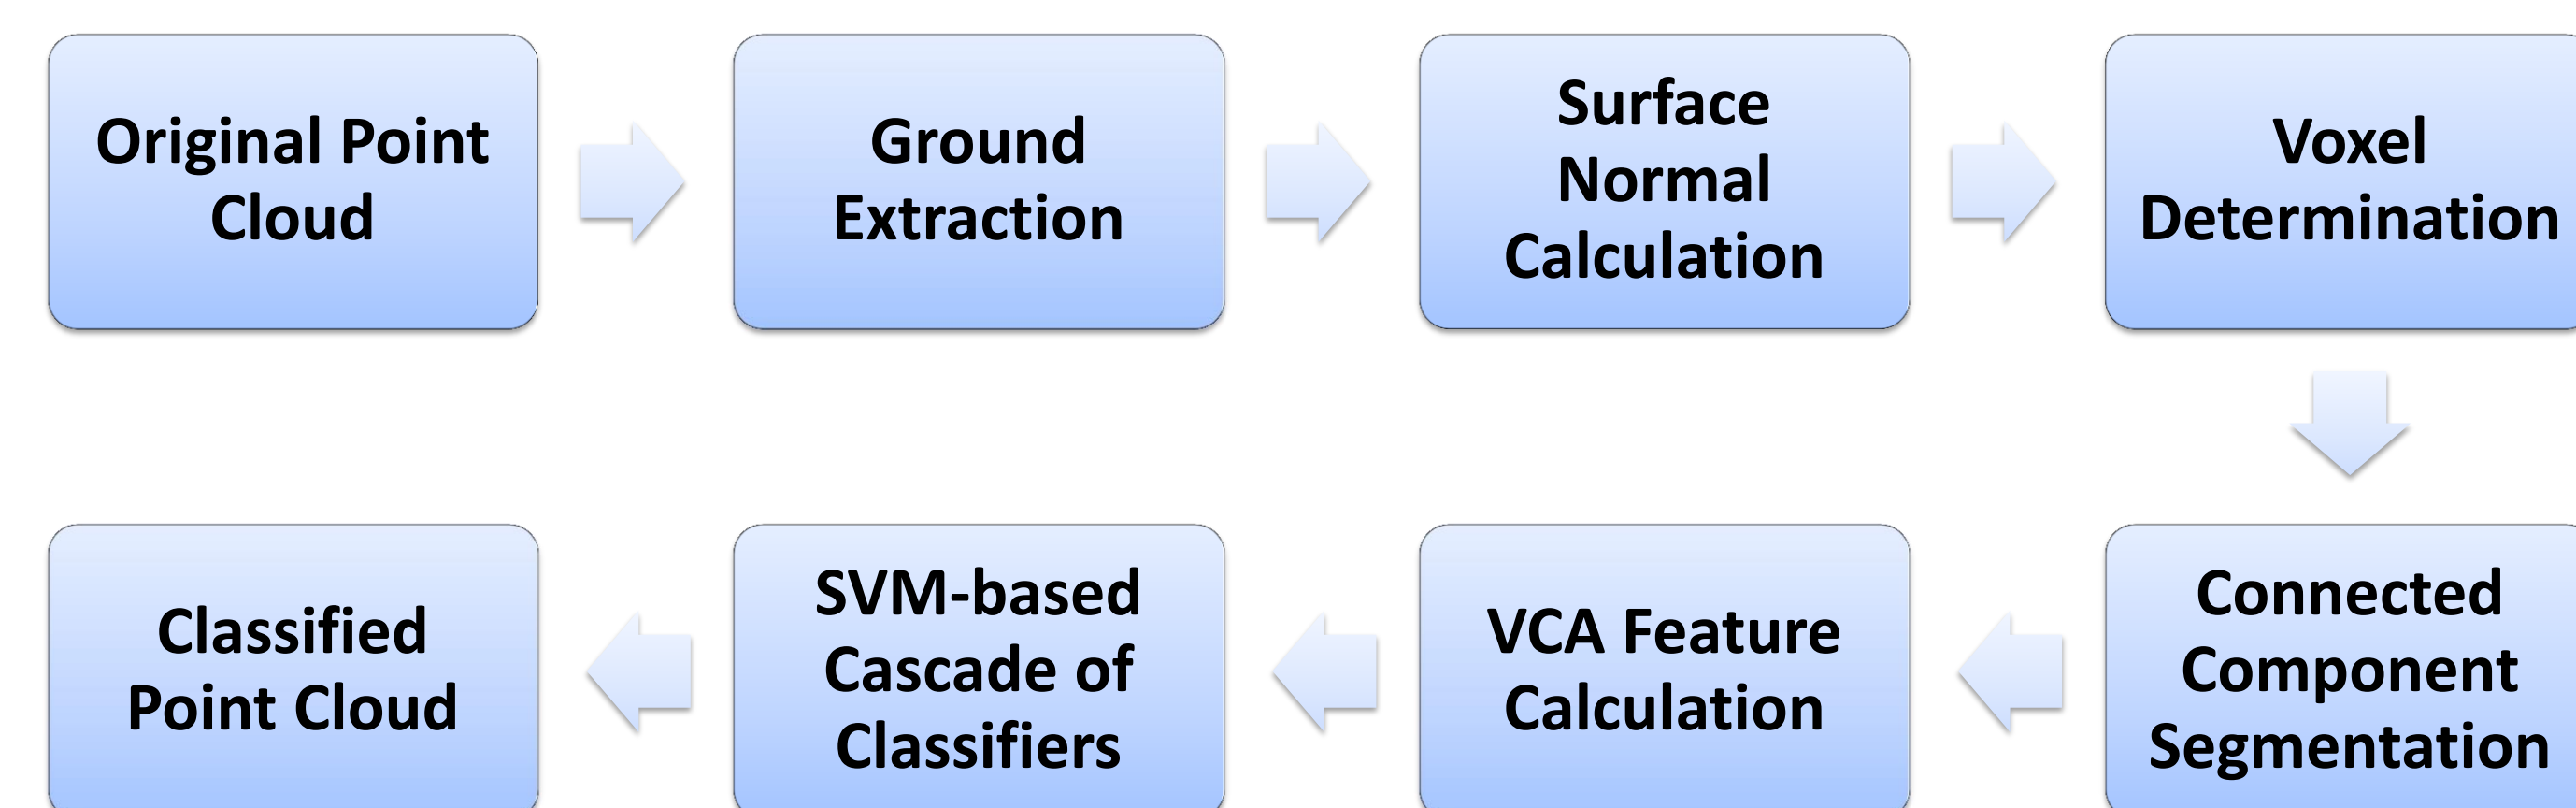 Original Point
Cloud
Ground
Extraction
Surface
Normal
Calculation
Voxel
Determination
Connected
Component
Segmentation
VCA Feature
Calculation
SVM-based
Cascade of
Classifiers
Classified
Point Cloud